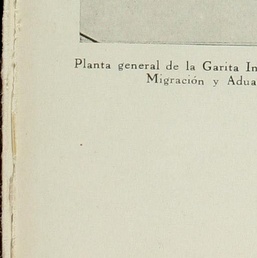 Planta general de la Garita In
Migración y Adua